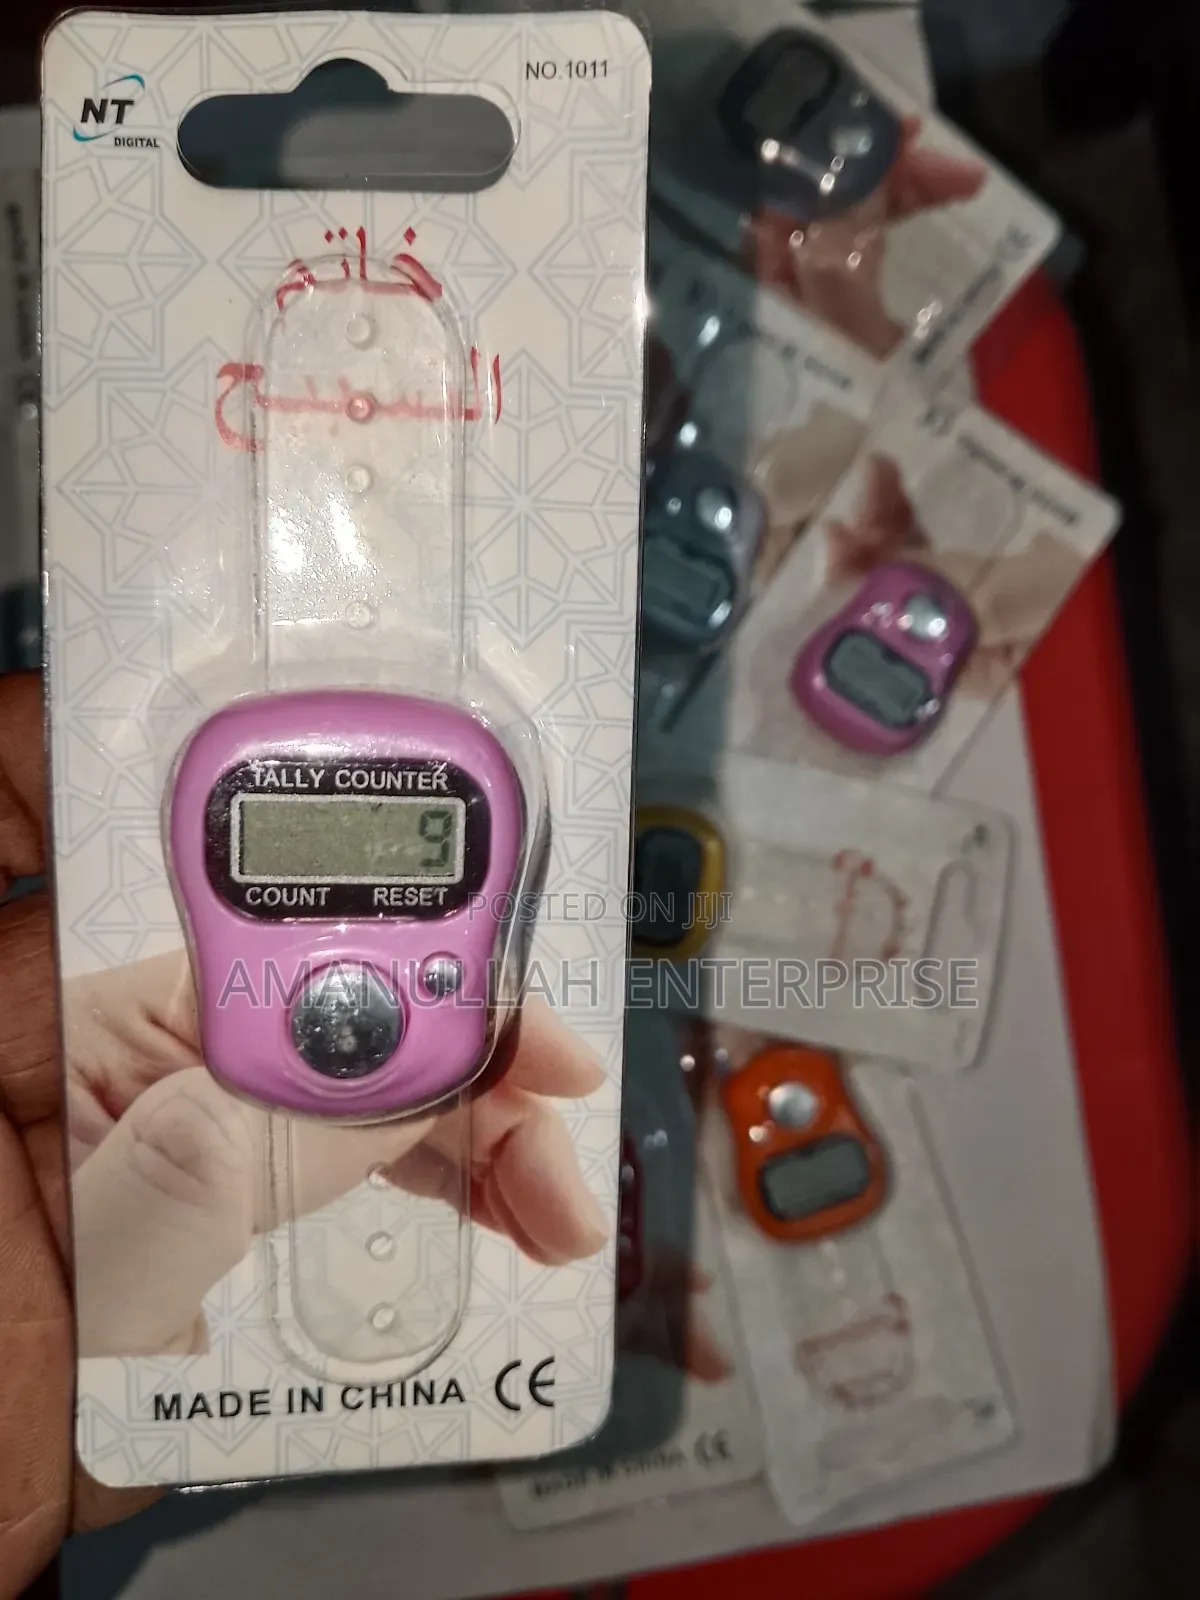 NO.1011
NT
DIGITAL
خاتم
التسبيح
TALLY COUNTER
9
COUNT RESET
POSTED ON JIJI
AMANULLAH ENTERPRISE
MADE IN CHINA CE
CE